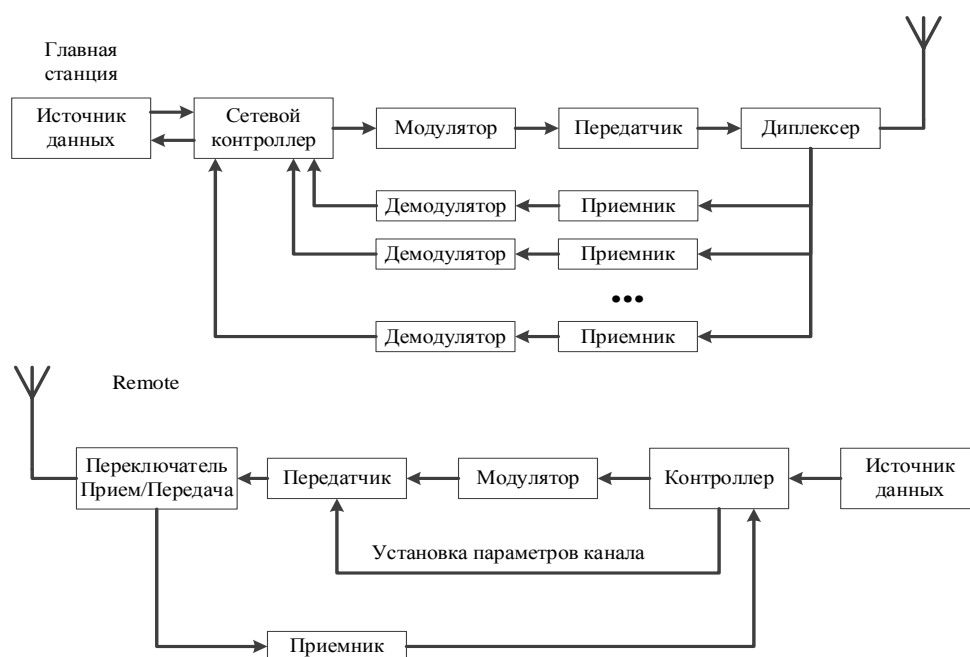 Главная
станция
Источник
данных
Сетевой
контроллер
Модулятор
Передатчик
Диплексер
Демодулятор
Приемник
Демодулятор
Приемник
Демодулятор
Приемник
Remote
Переключатель
Прием/Передача
Передатчик
Модулятор
Контроллер
Источник
данных
Установка параметров канала
Приемник